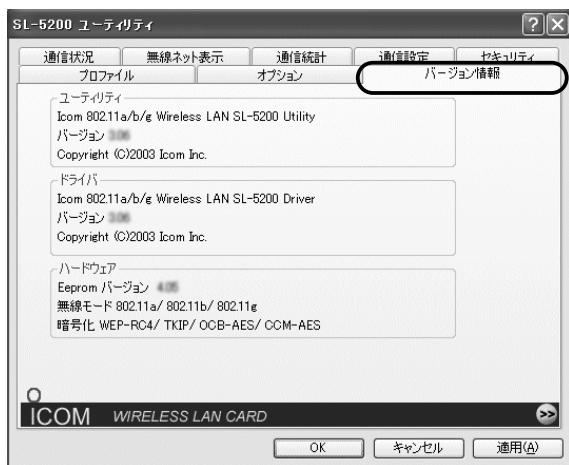 SL-5200 ユーティリティ
通信状況 無線ネット表示 通信統計 通信設定 セキュリティ
プロファイル オプション バージョン情報
ユーティリティ
Icom 802.11a/b/g Wireless LAN SL-5200 Utility
バージョン
Copyright (C)2003 Icom Inc.
ドライバ
Icom 802.11a/b/g Wireless LAN SL-5200 Driver
バージョン
Copyright (C)2003 Icom Inc.
ハードウェア
Eeprom バージョン
無線モード 802.11a/ 802.11b/ 802.11g
暗号化 WEP-RC4/ TKIP/ OCB-AES/ CCM-AES
ICOM WIRELESS LAN CARD
OK キャンセル 適用(A)